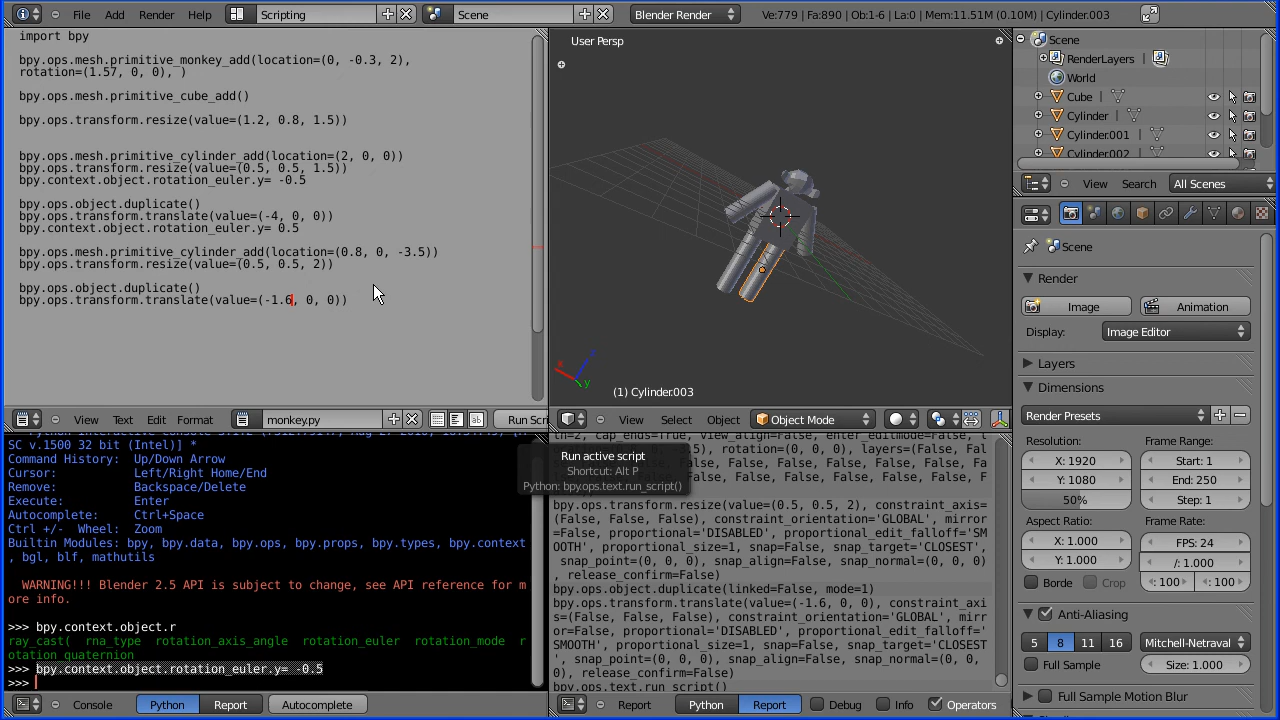 File Add Render Help Scripting Scene Blender Render Ve:779 | Fa:890 | Ob:1-6 | La:0 | Mem:11.51M (0.10M) | Cylinder.003
import bpy
bpy.ops.mesh.primitive_monkey_add(location=(0, -0.3, 2),
rotation=(1.57, 0, 0), )
bpy.ops.mesh.primitive_cube_add()
bpy.ops.transform.resize(value=(1.2, 0.8, 1.5))
bpy.ops.mesh.primitive_cylinder_add(location=(2, 0, 0))
bpy.ops.transform.resize(value=(0.5, 0.5, 1.5))
bpy.context.object.rotation_euler.y= -0.5
bpy.ops.object.duplicate()
bpy.ops.transform.translate(value=(-4, 0, 0))
bpy.context.object.rotation_euler.y= 0.5
bpy.ops.mesh.primitive_cylinder_add(location=(0.8, 0, -3.5))
bpy.ops.transform.resize(value=(0.5, 0.5, 2))
bpy.ops.object.duplicate()
bpy.ops.transform.translate(value=(-1.6, 0, 0))
View Text Edit Format monkey.py Run Scri
User Persp
x
y
(1) Cylinder.003
View Select Object Object Mode
SC v.1500 32 bit (Intel)] *
Command History: Up/Down Arrow
Cursor: Left/Right Home/End
Remove: Backspace/Delete
Execute: Enter
Autocomplete: Ctrl+Space
Ctrl +/- Wheel: Zoom
Builtin Modules: bpy, bpy.data, bpy.ops, bpy.props, bpy.types, bpy.context
, bgl, blf, mathutils
WARNING!!! Blender 2.5 API is subject to change, see API reference for m
ore info.
>>> bpy.context.object.r
ray_cast( rna_type rotation_axis_angle rotation_euler rotation_mode r
otation_quaternion
>>> bpy.context.object.rotation_euler.y= -0.5
>>>
Console Python Report Autocomplete
Run active script
Shortcut: Alt P
Python: bpy.ops.text.run_script()
bpy.ops.transform.resize(value=(0.5, 0.5, 2), constraint_axis=
(False, False, False), constraint_orientation='GLOBAL', mirror
=False, proportional='DISABLED', proportional_edit_falloff='SM
OOTH', proportional_size=1, snap=False, snap_target='CLOSEST',
snap_point=(0, 0, 0), snap_align=False, snap_normal=(0, 0, 0)
, release_confirm=False)
bpy.ops.object.duplicate(linked=False, mode=1)
bpy.ops.transform.translate(value=(-1.6, 0, 0), constraint_axi
s=(False, False, False), constraint_orientation='GLOBAL', mirr
or=False, proportional='DISABLED', proportional_edit_falloff='
SMOOTH', proportional_size=1, snap=False, snap_target='CLOSEST
', snap_point=(0, 0, 0), snap_align=False, snap_normal=(0, 0,
0), release_confirm=False)
bpy.ops.text.run_script()
Report Python Report Debug Info Operators
Scene
RenderLayers |
World
Cube |
Cylinder |
Cylinder.001 |
Cylinder.002
View Search All Scenes
Scene
Render
Image Animation
Display: Image Editor
Layers
Dimensions
Render Presets
Resolution: Frame Range:
X: 1920 Start: 1
Y: 1080 End: 250
50% Step: 1
Aspect Ratio: Frame Rate:
X: 1.000 FPS: 24
Y: 1.000 /: 1.000
Borde Crop : 100 : 100
Anti-Aliasing
5 8 11 16 Mitchell-Netraval
Full Sample Size: 1.000
Full Sample Motion Blur